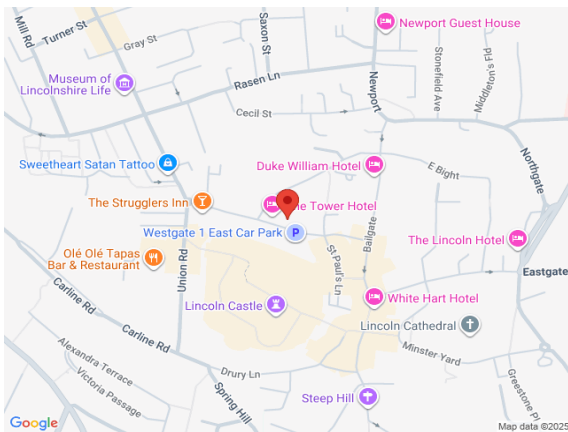 Mill Rd
Turner St
Gray St
Saxon St
Rasen Ln
Newport Guest House
Newport
Stonefield Ave
Middleton's Fld
Museum of
Lincolnshire Life
Cecil St
Northgate
Sweetheart Satan Tattoo
Duke William Hotel
E Bight
The Strugglers Inn
The Tower Hotel
Westgate 1 East Car Park
P
Bailgate
The Lincoln Hotel
Olé Olé Tapas
Bar & Restaurant
Union Rd
St Paul's Ln
Eastgate
Carline Rd
Lincoln Castle
White Hart Hotel
Lincoln Cathedral
Carline Rd
Minster Yard
Alexandra Terrace
Drury Ln
Victoria Passage
Spring Hill
Steep Hill
Greestone Pl
Google
Map data ©2025